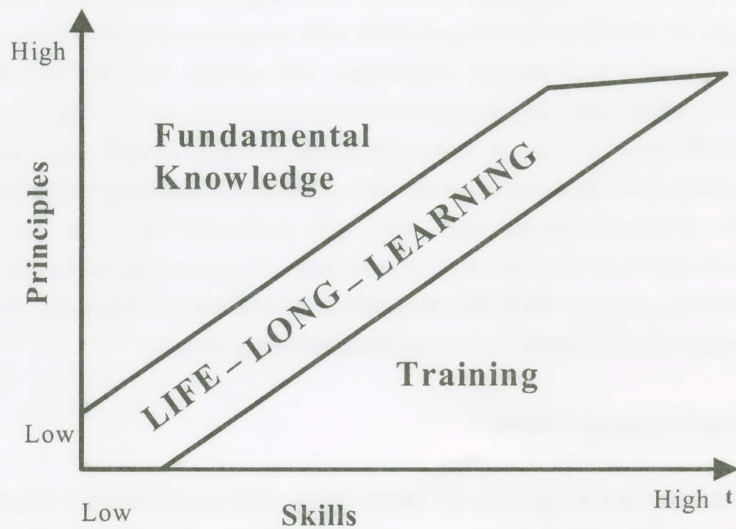 High
Fundamental
Knowledge
Principles
LIFE – LONG – LEARNING
Training
Low
Low
Skills
High t